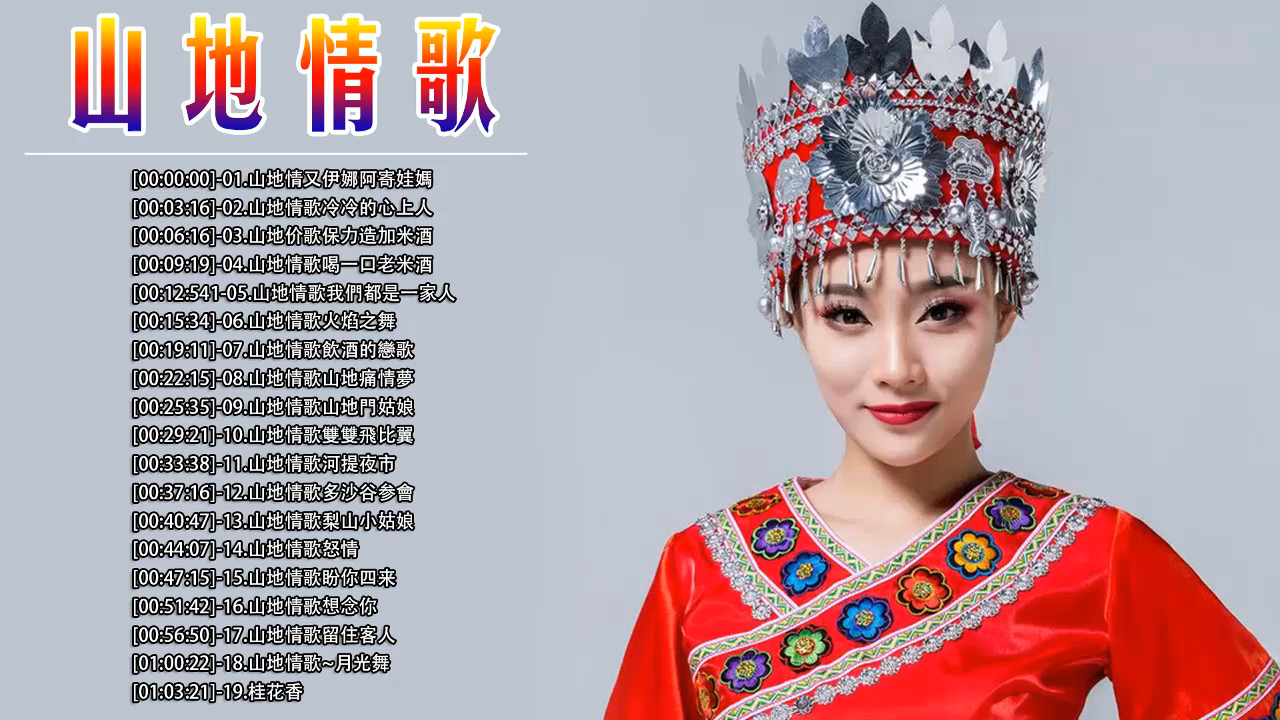 山地情歌
[00:00:00]-01.山地情又伊娜阿寄娃媽
[00:03:16]-02.山地情歌冷冷的心上人
[00:06:16]-03.山地价歌保力造加米酒
[00:09:19]-04.山地情歌喝一口老米酒
[00:12:541-05.山地情歌我們都是一家人
[00:15:34]-06.山地情歌火焰之舞
[00:19:11]-07.山地情歌飲酒的戀歌
[00:22:15]-08.山地情歌山地痛情夢
[00:25:35]-09.山地情歌山地門姑娘
[00:29:21]-10.山地情歌雙雙飛比翼
[00:33:38]-11.山地情歌河提夜市
[00:37:16]-12.山地情歌多沙谷参會
[00:40:47]-13.山地情歌梨山小姑娘
[00:44:07]-14.山地情歌怒情
[00:47:15]-15.山地情歌盼你四来
[00:51:42]-16.山地情歌想念你
[00:56:50]-17.山地情歌留住客人
[01:00:22]-18.山地情歌~月光舞
[01:03:21]-19.桂花香